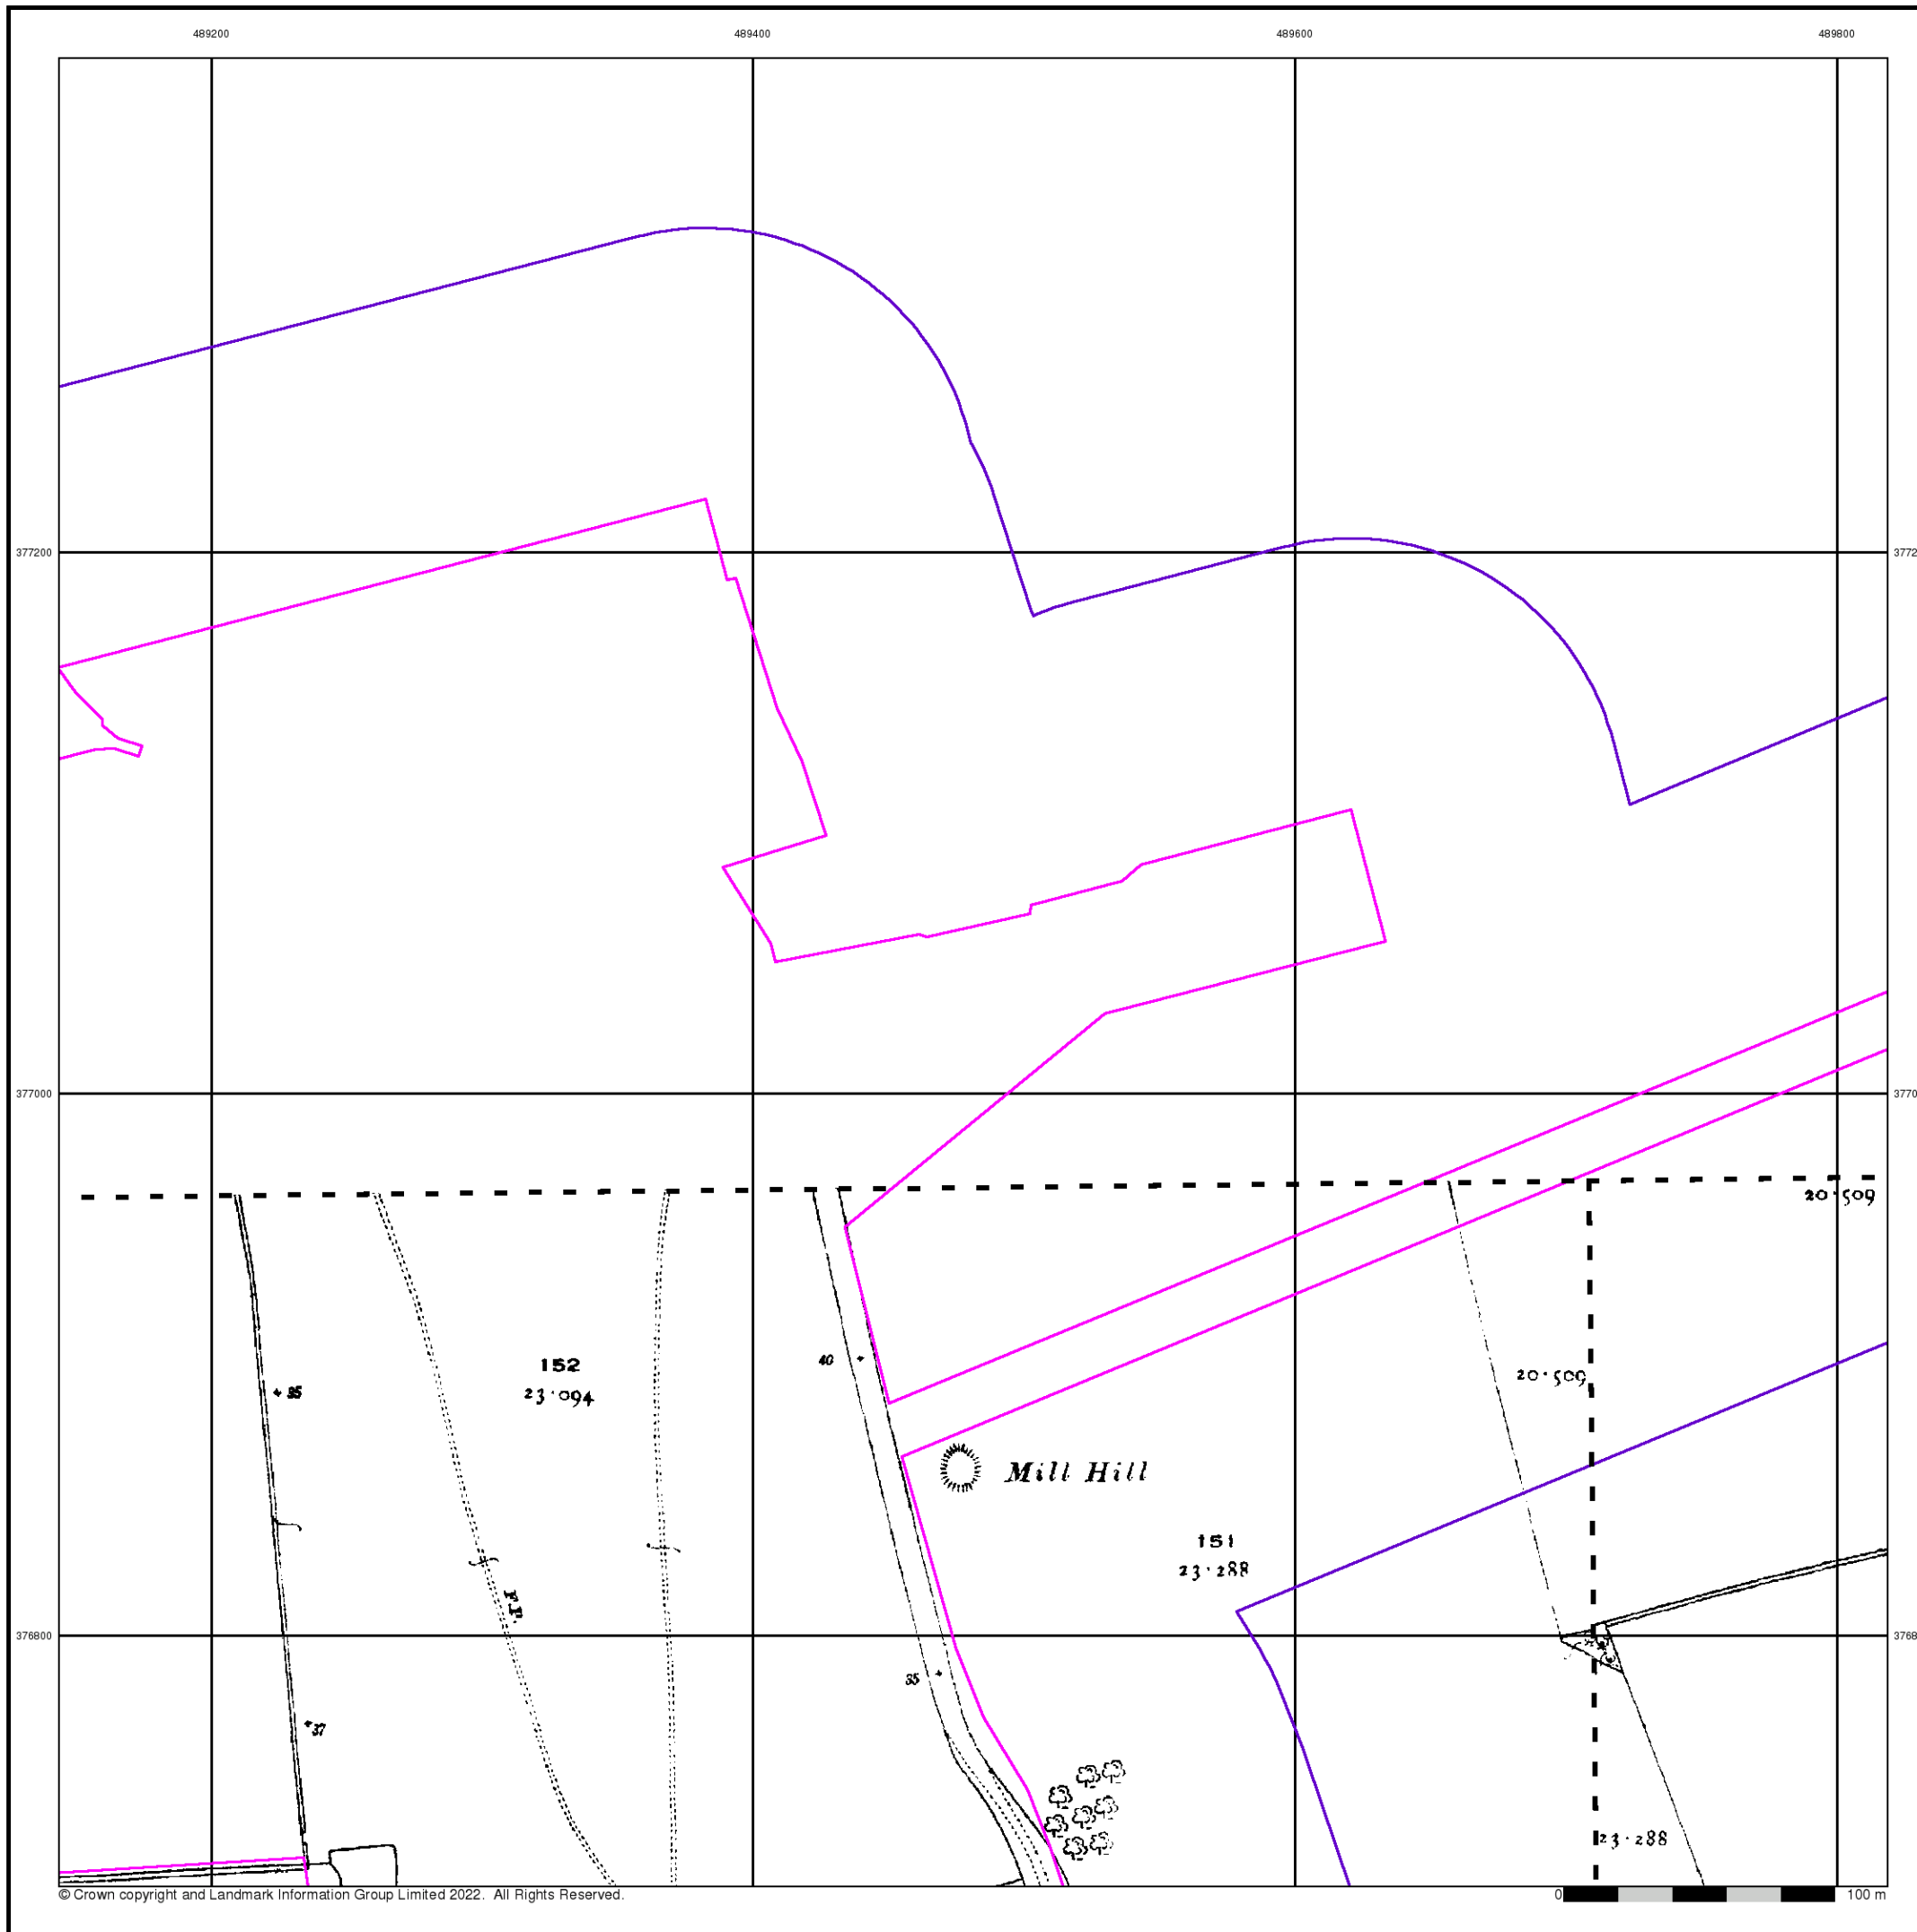 489200 489400 489600 489800
377200 3772
377000 3770
20·509
40
152
23·094
35
20·509
Mill Hill
151
23·288
F.P.
376800 3768
35
37
23·288
© Crown copyright and Landmark Information Group Limited 2022. All Rights Reserved.
0 100 m